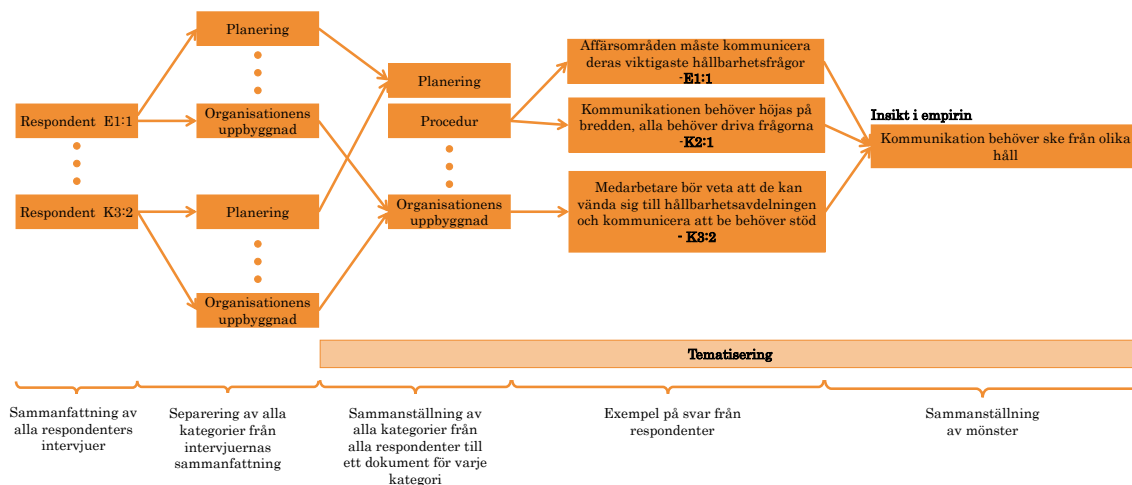 Planering
Organisationens
uppbyggnad
Respondent E1:1
Respondent K3:2
Planering
Organisationens
uppbyggnad
Planering
Procedur
Organisationens
uppbyggnad
Affärsområden måste kommunicera
deras viktigaste hållbarhetsfrågor
-E1:1
Kommunikationen behöver höjas på
bredden, alla behöver driva frågorna
-K2:1
Medarbetare bör veta att de kan
vända sig till hållbarhetsavdelningen
och kommunicera att be behöver stöd
- K3:2
Insikt i empirin
Kommunikation behöver ske från olika
håll
Tematisering
Sammanfattning av
alla respondenters
intervjuer
Separering av alla
kategorier från
intervjuernas
sammanfattning
Sammanställning av
alla kategorier från
alla respondenter till
ett dokument för varje
kategori
Exempel på svar från
respondenter
Sammanställning
av mönster